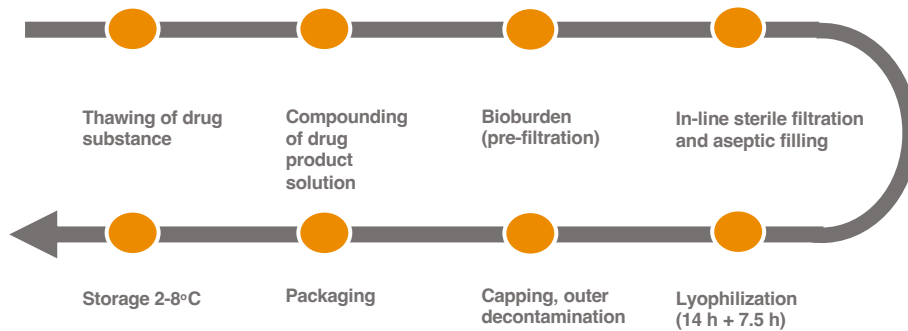 Thawing of drug
substance
Compounding
of drug
product
solution
Bioburden
(pre-filtration)
In-line sterile filtration
and aseptic filling
Storage 2-8°C
Packaging
Capping, outer
decontamination
Lyophilization
(14 h + 7.5 h)